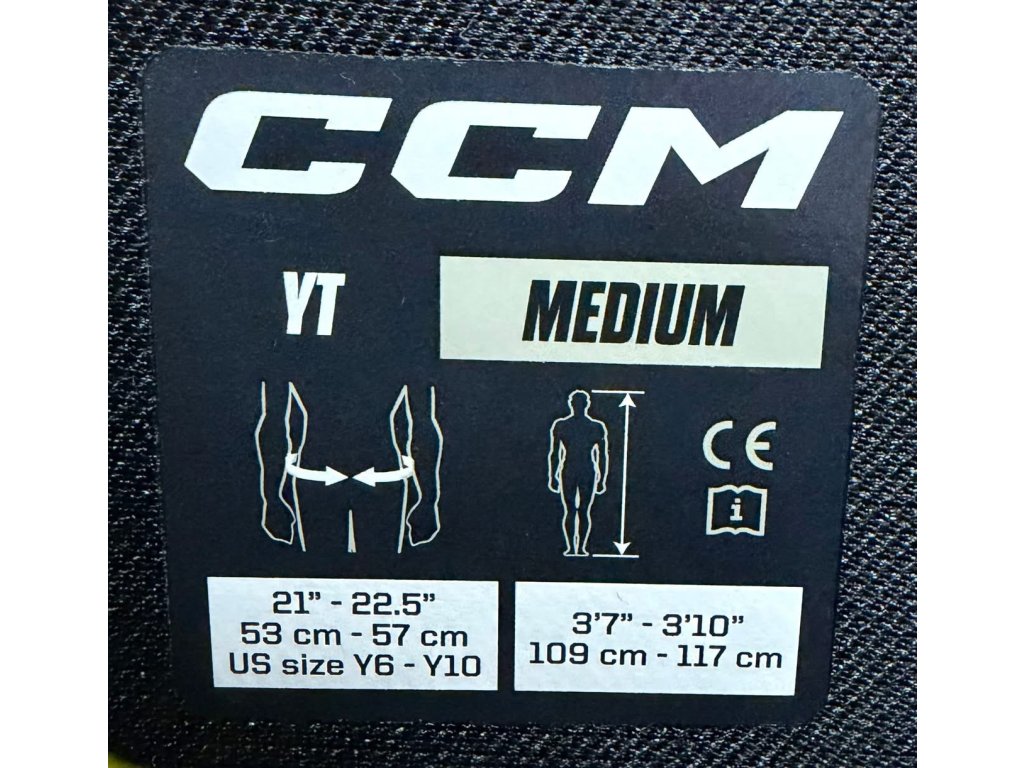 CCM
YT MEDIUM
CE
i
21” - 22.5”
53 cm - 57 cm
US size Y6 - Y10
3’7” - 3’10”
109 cm - 117 cm